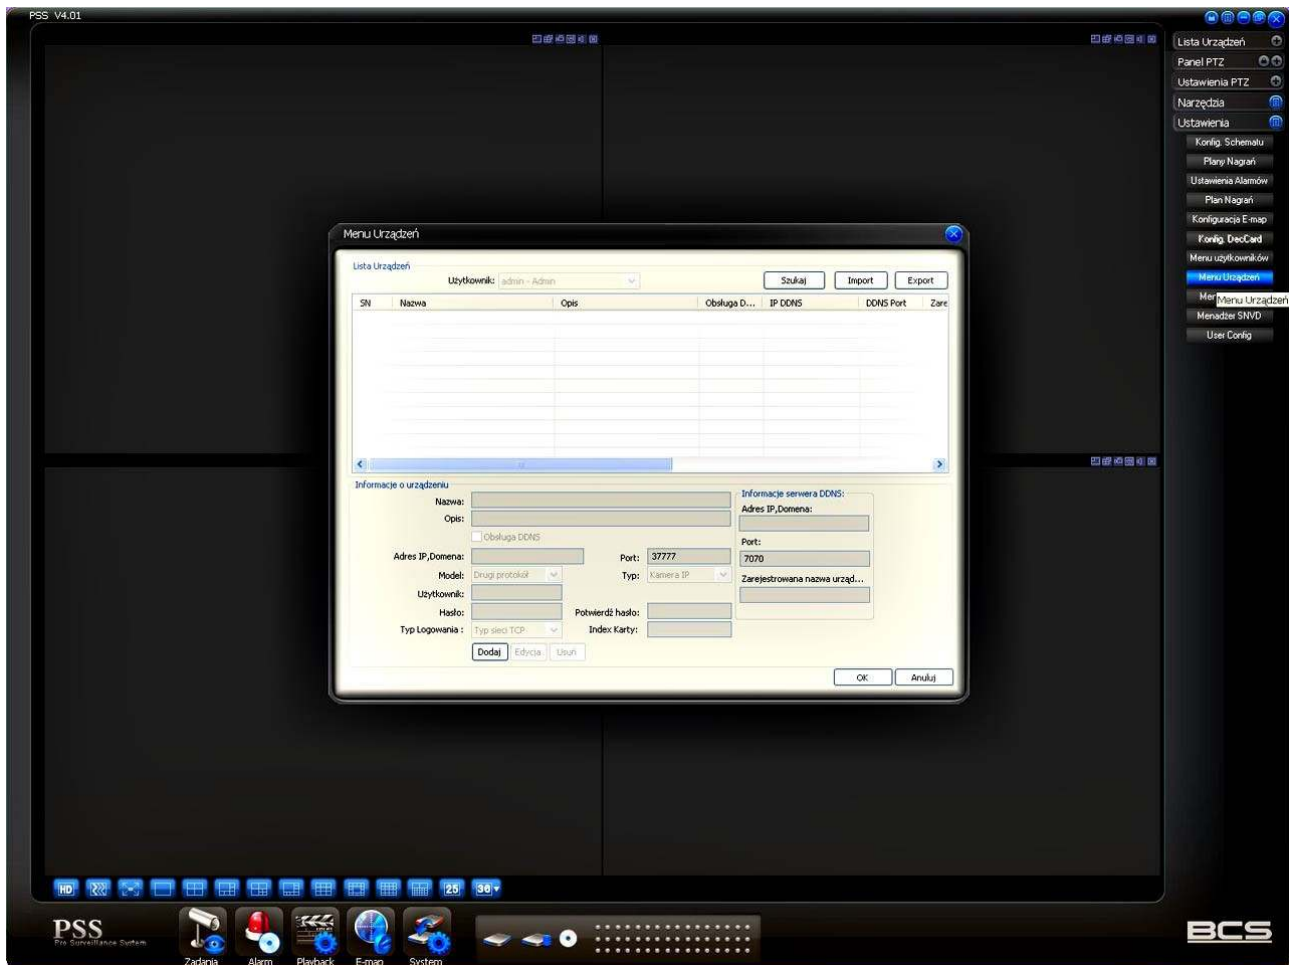 PSS V4.01
Lista Urządzeń
Panel PTZ
Ustawienia PTZ
Narzędzia
Ustawienia
Konfig. Schematu
Plany Nagrań
Ustawienia Alarmów
Plan Nagrań
Konfiguracja E-map
Konfig. DecCard
Menu użytkowników
Menu Urządzeń
Men
Menu Urządzeń
Menadżer SNVD
User Config
Menu Urządzeń
Lista Urządzeń
Użytkownik: admin - Admin
Szukaj Import Export
SN Nazwa Opis Obsługa D... IP DDNS DDNS Port Zare
Informacje o urządzeniu
Nazwa:
Opis:
Obsługa DDNS
Adres IP,Domena: Port: 37777
Model: Drugi protokół Typ: Kamera IP
Użytkownik:
Hasło: Potwierdź hasło:
Typ Logowania : Typ sieci TCP Index Karty:
Dodaj Edycja Usuń
Informacje serwera DDNS:
Adres IP,Domena:
Port:
7070
Zarejestrowana nazwa urząd...
OK Anuluj
HD 25 36
PSS
Pro Surveillance System
Zadania Alarm Playback E-map System
BCS